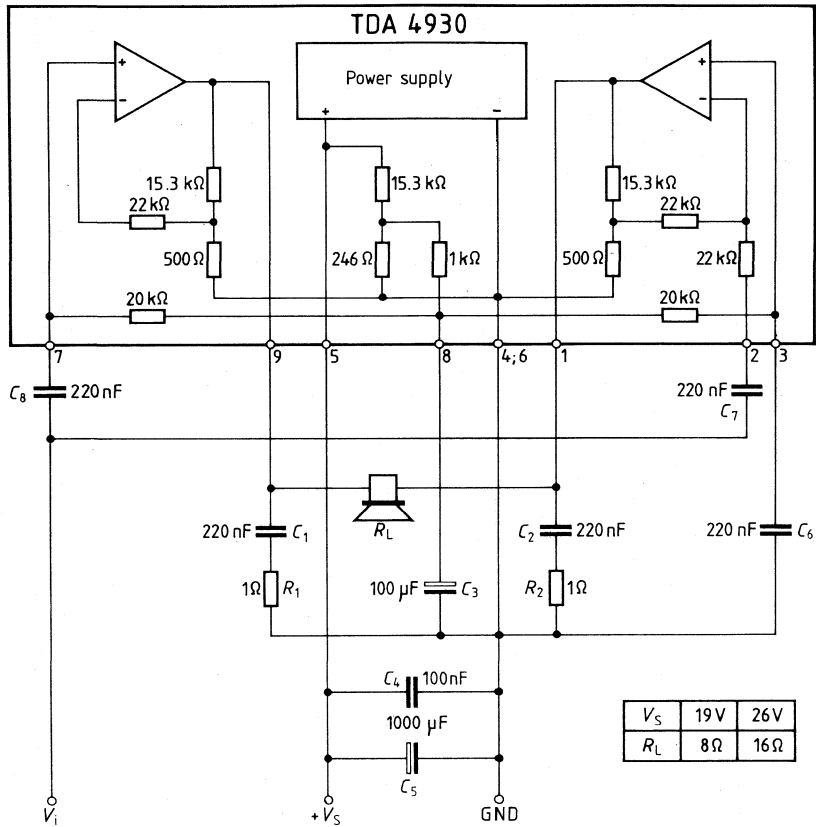 TDA 4930
Power supply
+ − + − + −
15.3 kΩ 15.3 kΩ 15.3 kΩ
22 kΩ 22 kΩ
500 Ω 246 Ω 1 kΩ 500 Ω 22 kΩ
20 kΩ 20 kΩ
7 9 5 8 4;6 1 2 3
C8 220 nF 220 nF C7
RL
220 nF C1 C2 220 nF 220 nF C6
1Ω R1 100 µF C3 R2 1Ω
C4 100nF
1000 µF
C5
VS 19 V 26 V
RL 8 Ω 16 Ω
Vi +VS GND